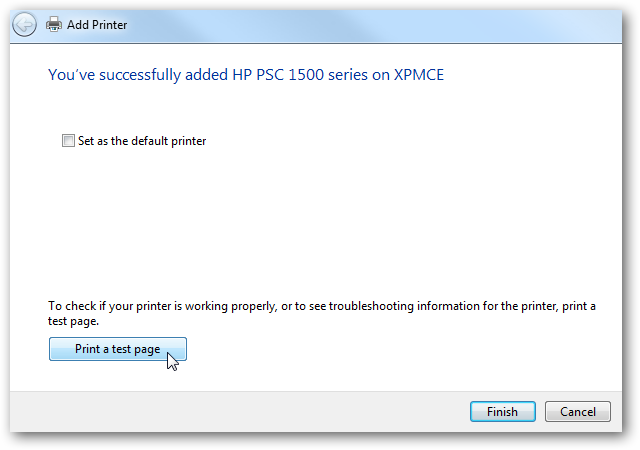 Add Printer
You've successfully added HP PSC 1500 series on XPMCE
Set as the default printer
To check if your printer is working properly, or to see troubleshooting information for the printer, print a
test page.
Print a test page
Finish
Cancel